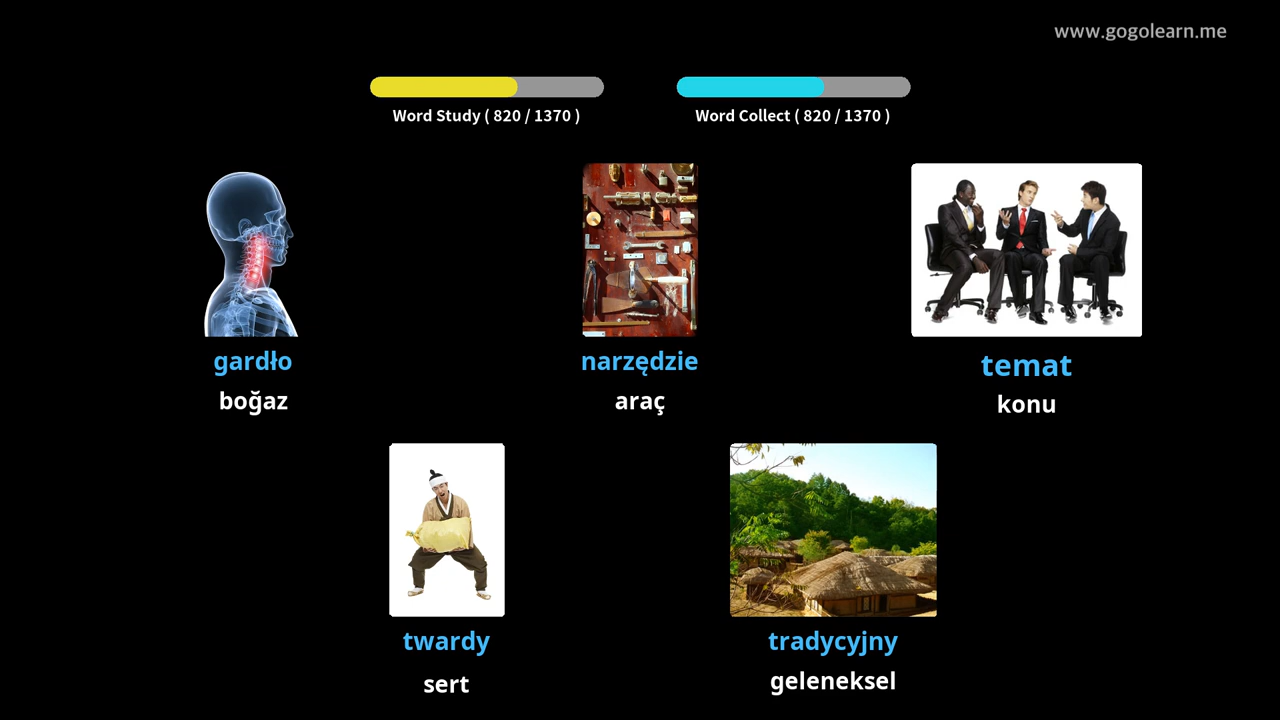 www.gogolearn.me
Word Study ( 820 / 1370 )
Word Collect ( 820 / 1370 )
gardło
boğaz
narzędzie
araç
temat
konu
twardy
sert
tradycyjny
geleneksel